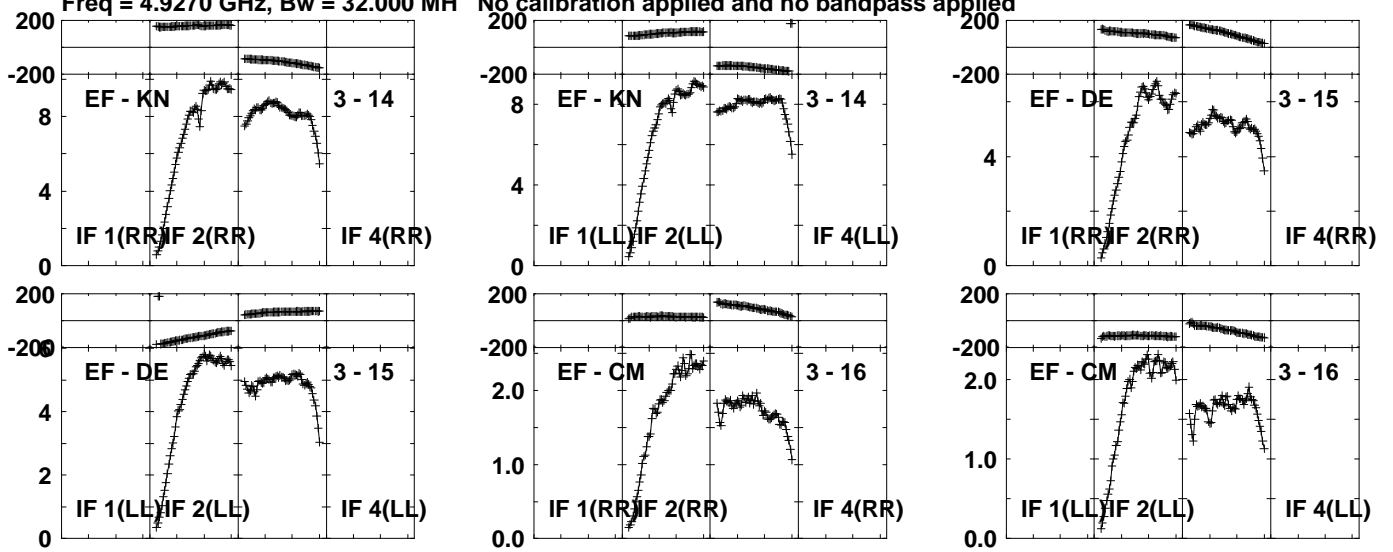 Freq = 4.9270 GHz, Bw = 32.000 MH No calibration applied and no bandpass applied
200
-200
EF - KN 3 - 14
8
4
0
IF 1(RR) IF 2(RR) IF 4(RR)
EF - KN 3 - 14
8
4
0
IF 1(LL) IF 2(LL) IF 4(LL)
200
-200
EF - DE 3 - 15
4
0
IF 1(RR) IF 2(RR) IF 4(RR)
200
-200
6
EF - DE 3 - 15
4
2
0
IF 1(LL) IF 2(LL) IF 4(LL)
200
-200
EF - CM 3 - 16
2.0
1.0
0.0
IF 1(RR) IF 2(RR) IF 4(RR)
200
-200
EF - CM 3 - 16
2.0
1.0
0.0
IF 1(LL) IF 2(LL) IF 4(LL)